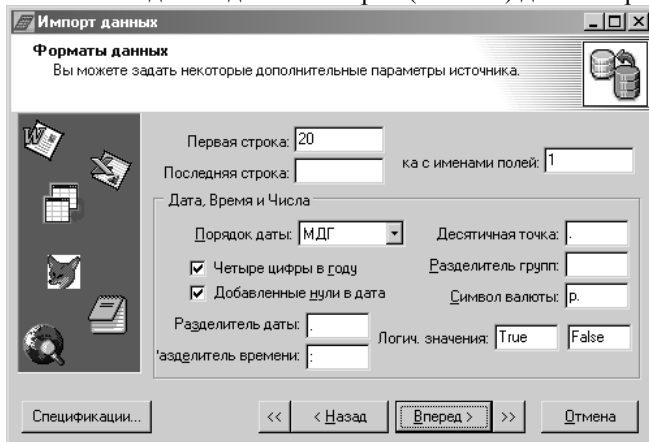 Импорт данных
Форматы данных
Вы можете задать некоторые дополнительные параметры источника.
Первая строка: 20
ка с именами полей: 1
Последняя строка:
Дата, Время и Числа
Порядок даты: МДГ
Десятичная точка: .
Четыре цифры в году
Разделитель групп:
Добавленные нули в дата
Символ валюты: р.
Разделитель даты: .
Логич. значения: True False
'азделитель времени: :
Спецификации... << < Назад Вперед > >> Отмена